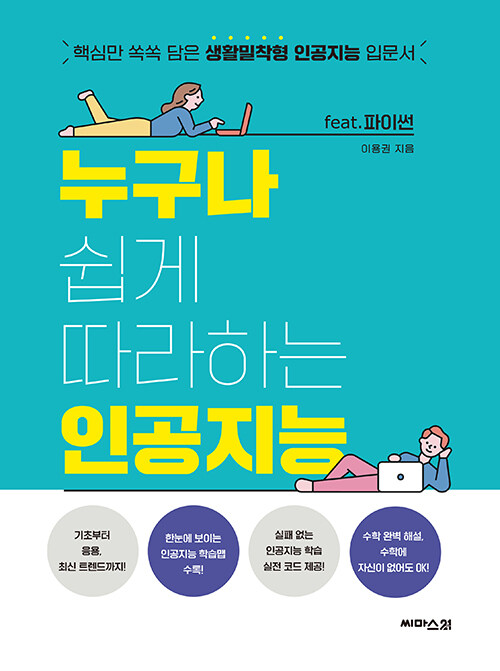 핵심만 쏙쏙 담은 생활밀착형 인공지능 입문서
feat.파이썬
이용권 지음
누구나
쉽게
따라하는
인공지능
기초부터
응용,
최신 트렌드까지!
한눈에 보이는
인공지능 학습맵
수록!
실패 없는
인공지능 학습
실전 코드 제공!
수학 완벽 해설,
수학에
자신이 없어도 OK!
씨마스21